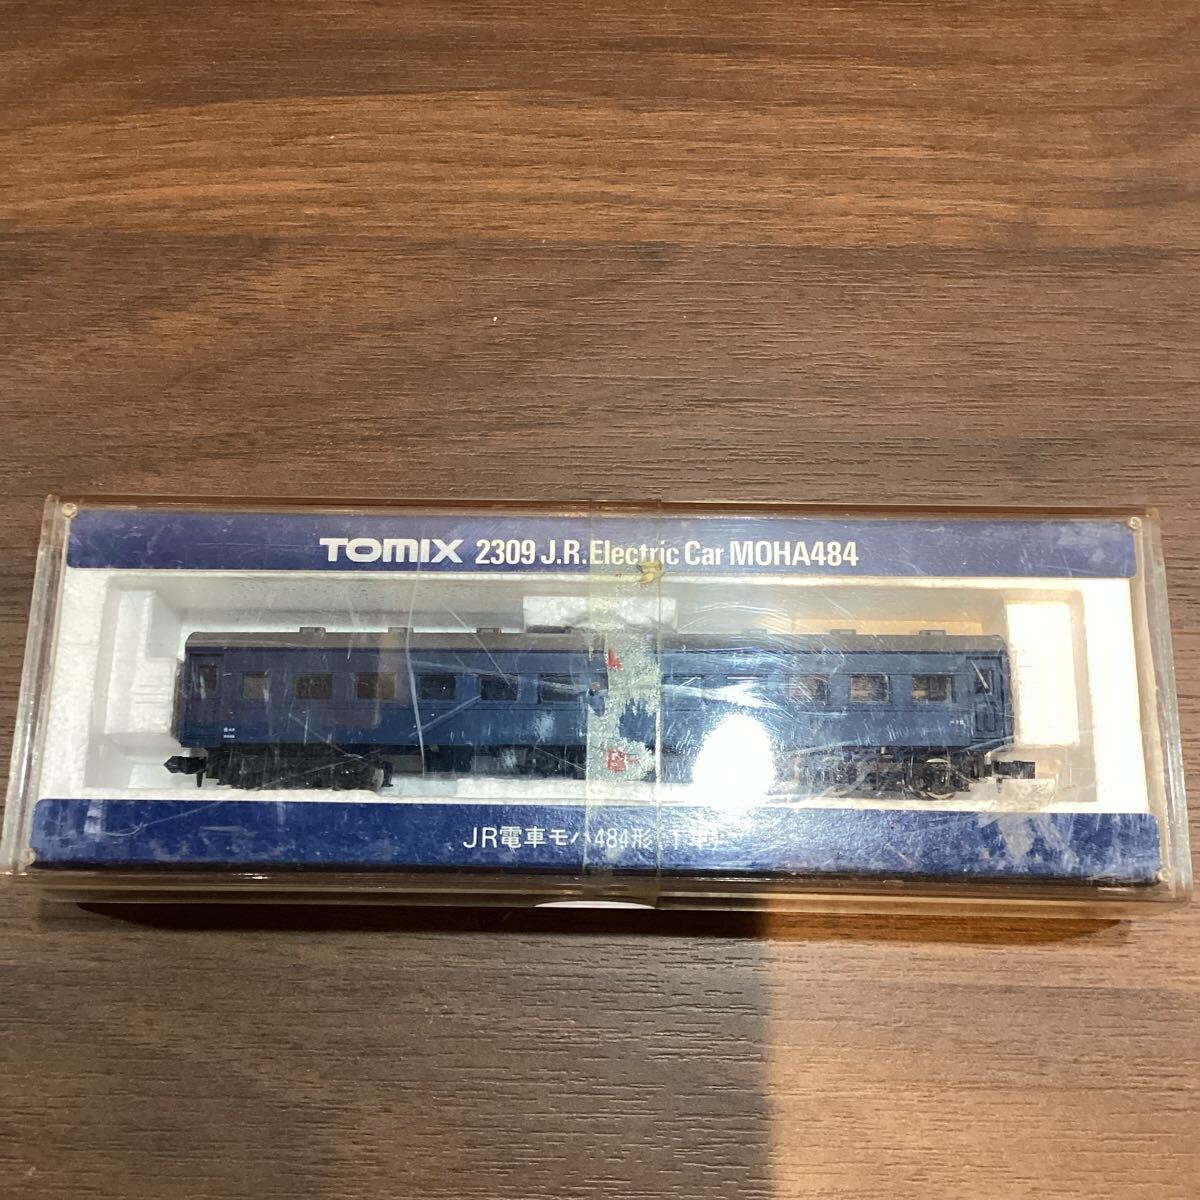 TOMIX 2309 J.R.Electric Car MOHA484
JR電車モハ484形